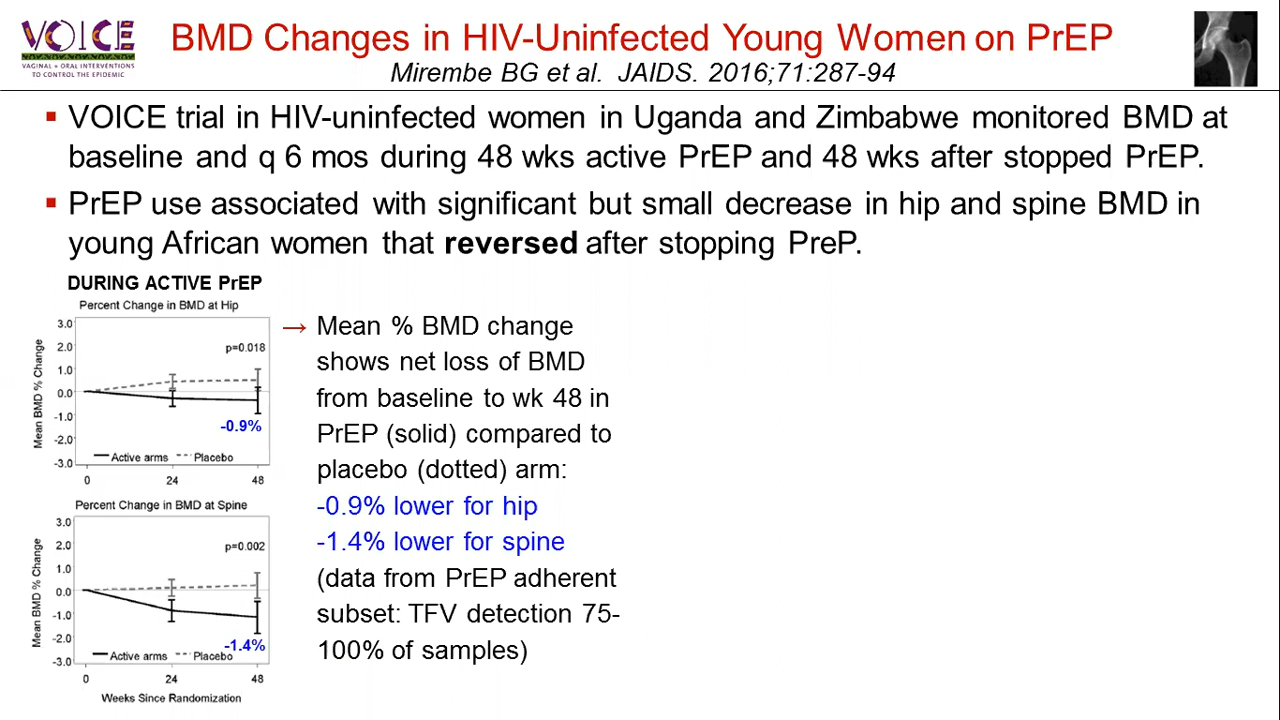 VOICE
VAGINAL + ORAL INTERVENTIONS
TO CONTROL THE EPIDEMIC
BMD Changes in HIV-Uninfected Young Women on PrEP
Mirembe BG et al. JAIDS. 2016;71:287-94
▪ VOICE trial in HIV-uninfected women in Uganda and Zimbabwe monitored BMD at
baseline and q 6 mos during 48 wks active PrEP and 48 wks after stopped PrEP.
▪ PrEP use associated with significant but small decrease in hip and spine BMD in
young African women that reversed after stopping PreP.
DURING ACTIVE PrEP
Percent Change in BMD at Hip
Mean BMD % Change
3.0
2.0
1.0
0.0
-1.0
-2.0
-3.0
p=0.018
-0.9%
Active arms Placebo
0 24 48
Percent Change in BMD at Spine
Mean BMD % Change
3.0
2.0
1.0
0.0
-1.0
-2.0
-3.0
p=0.002
-1.4%
Active arms Placebo
0 24 48
Weeks Since Randomization
→ Mean % BMD change
shows net loss of BMD
from baseline to wk 48 in
PrEP (solid) compared to
placebo (dotted) arm:
-0.9% lower for hip
-1.4% lower for spine
(data from PrEP adherent
subset: TFV detection 75-
100% of samples)